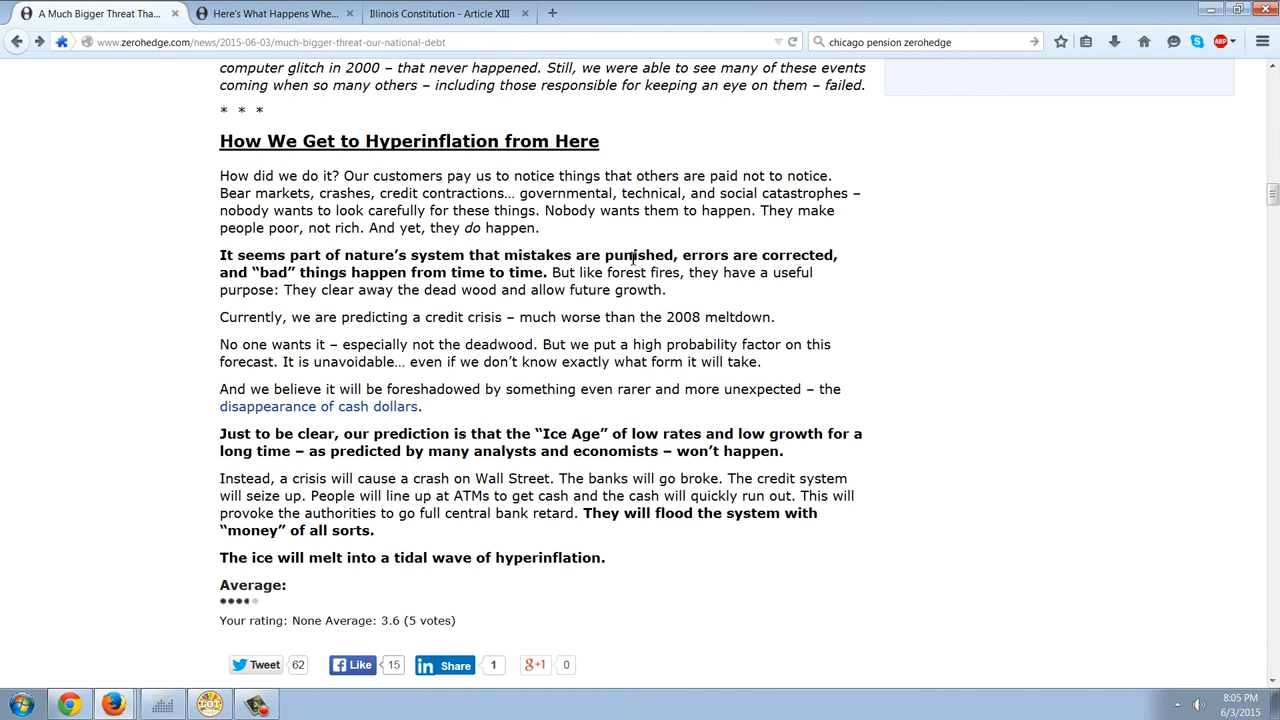 A Much Bigger Threat Tha...
Here's What Happens Whe...
Illinois Constitution - Article XIII
www.zerohedge.com/news/2015-06-03/much-bigger-threat-our-national-debt
chicago pension zerohedge
ABP
computer glitch in 2000 – that never happened. Still, we were able to see many of these events
coming when so many others – including those responsible for keeping an eye on them – failed.
* * *
How We Get to Hyperinflation from Here
How did we do it? Our customers pay us to notice things that others are paid not to notice.
Bear markets, crashes, credit contractions… governmental, technical, and social catastrophes –
nobody wants to look carefully for these things. Nobody wants them to happen. They make
people poor, not rich. And yet, they do happen.
It seems part of nature’s system that mistakes are punished, errors are corrected,
and “bad” things happen from time to time. But like forest fires, they have a useful
purpose: They clear away the dead wood and allow future growth.
Currently, we are predicting a credit crisis – much worse than the 2008 meltdown.
No one wants it – especially not the deadwood. But we put a high probability factor on this
forecast. It is unavoidable… even if we don’t know exactly what form it will take.
And we believe it will be foreshadowed by something even rarer and more unexpected – the
disappearance of cash dollars.
Just to be clear, our prediction is that the “Ice Age” of low rates and low growth for a
long time – as predicted by many analysts and economists – won’t happen.
Instead, a crisis will cause a crash on Wall Street. The banks will go broke. The credit system
will seize up. People will line up at ATMs to get cash and the cash will quickly run out. This will
provoke the authorities to go full central bank retard. They will flood the system with
“money” of all sorts.
The ice will melt into a tidal wave of hyperinflation.
Average:
Your rating: None Average: 3.6 (5 votes)
Tweet 62 Like 15 in Share 1 g+1 0
8:05 PM
6/3/2015